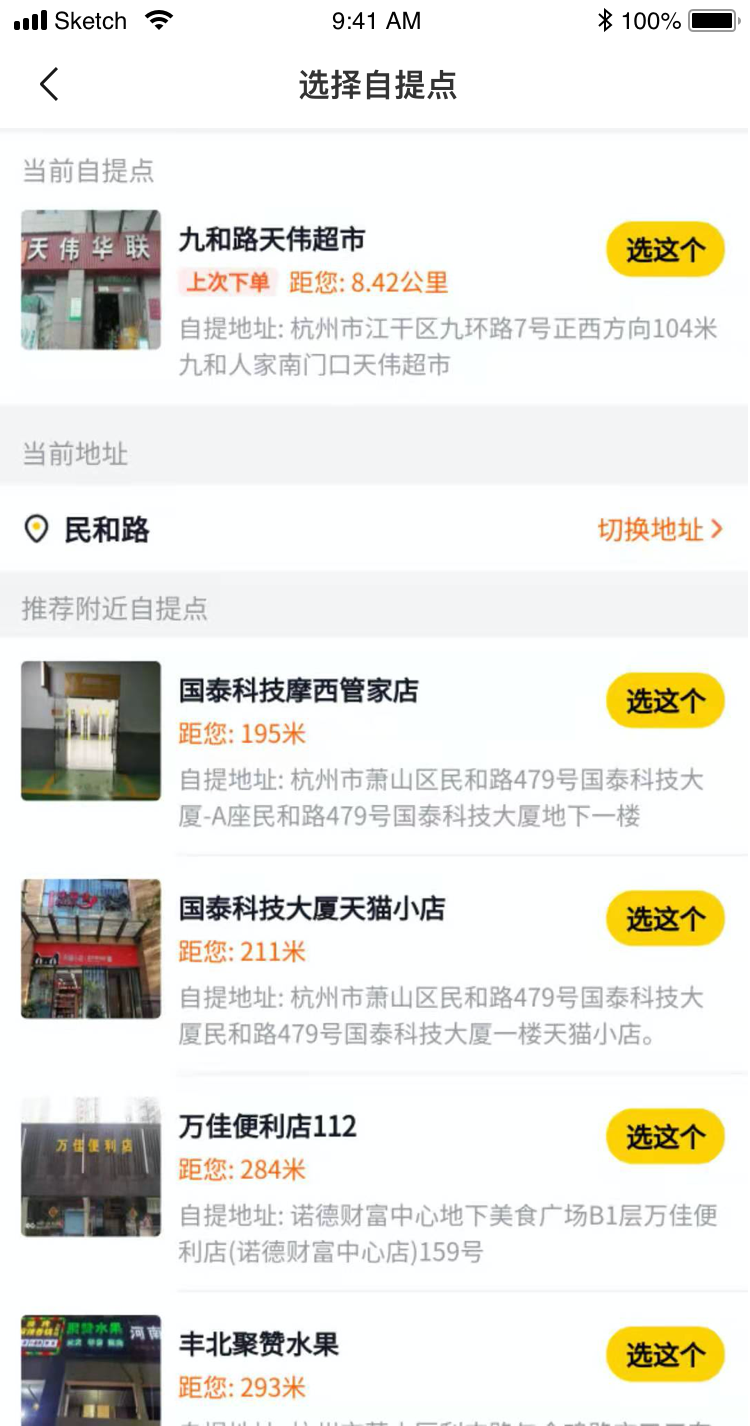 Sketch
9:41 AM
100%
选择自提点
当前自提点
天伟华联
九和路天伟超市
选这个
上次下单 距您: 8.42公里
自提地址: 杭州市江干区九环路7号正西方向104米
九和人家南门口天伟超市
当前地址
民和路
切换地址
推荐附近自提点
国泰科技摩西管家店
选这个
距您: 195米
自提地址: 杭州市萧山区民和路479号国泰科技大
厦-A座民和路479号国泰科技大厦地下一楼
国泰科技大厦天猫小店
选这个
距您: 211米
自提地址: 杭州市萧山区民和路479号国泰科技大
厦民和路479号国泰科技大厦一楼天猫小店。
万佳便利店
万佳便利店112
选这个
距您: 284米
自提地址: 诺德财富中心地下美食广场B1层万佳便
利店(诺德财富中心店)159号
聚赞水果
河南
丰北聚赞水果
选这个
距您: 293米